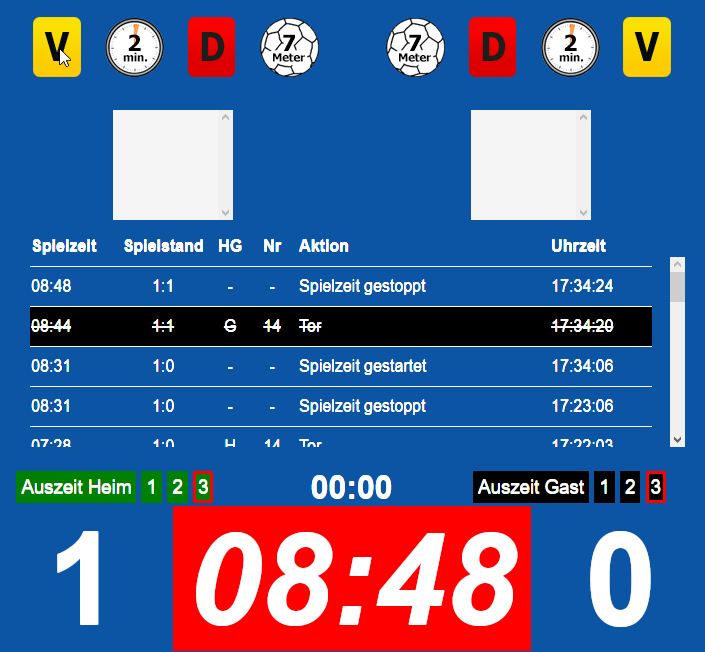 V 2 min. D 7 Meter 7 Meter D 2 min. V
Spielzeit Spielstand HG Nr Aktion Uhrzeit
08:48 1:1 - - Spielzeit gestoppt 17:34:24
08:44 1:1 G 14 Tor 17:34:20
08:31 1:0 - - Spielzeit gestartet 17:34:06
08:31 1:0 - - Spielzeit gestoppt 17:23:06
07:28 1:0 H 14 Tor 17:22:03
Auszeit Heim 1 2 3 00:00 Auszeit Gast 1 2 3
1 08:48 0